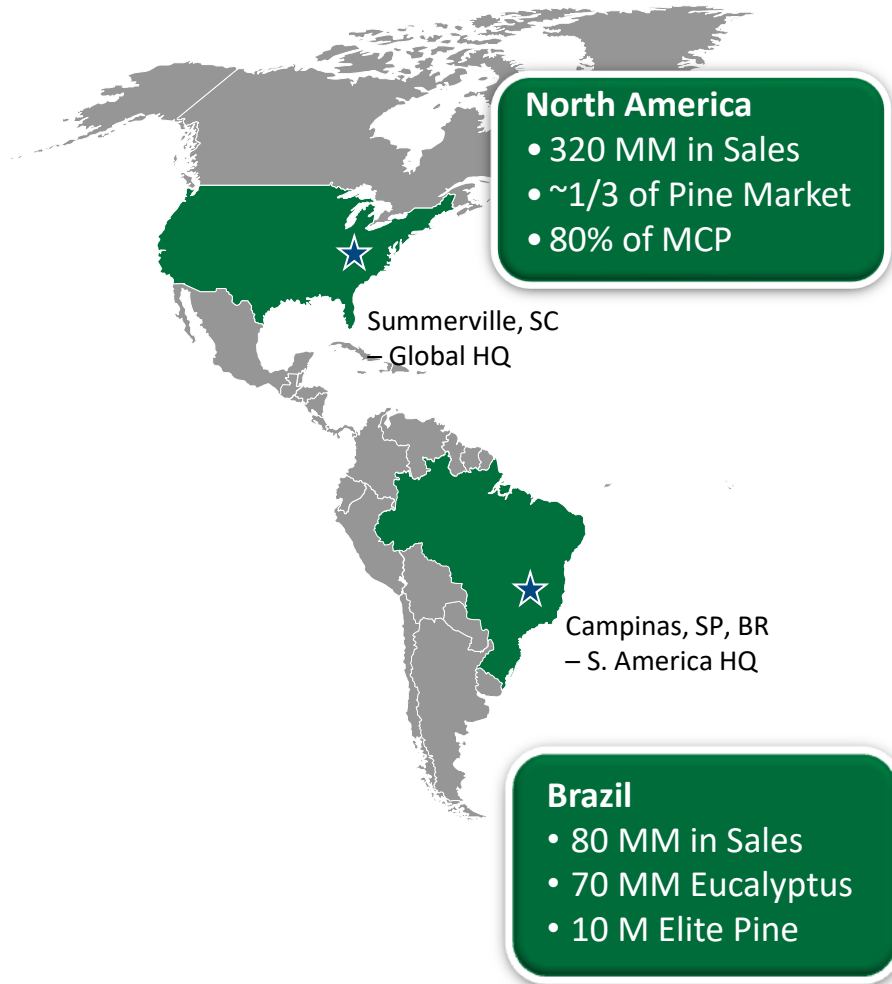 North America
• 320 MM in Sales
• ~1/3 of Pine Market
• 80% of MCP
Summerville, SC
– Global HQ
Campinas, SP, BR
– S. America HQ
Brazil
• 80 MM in Sales
• 70 MM Eucalyptus
• 10 M Elite Pine